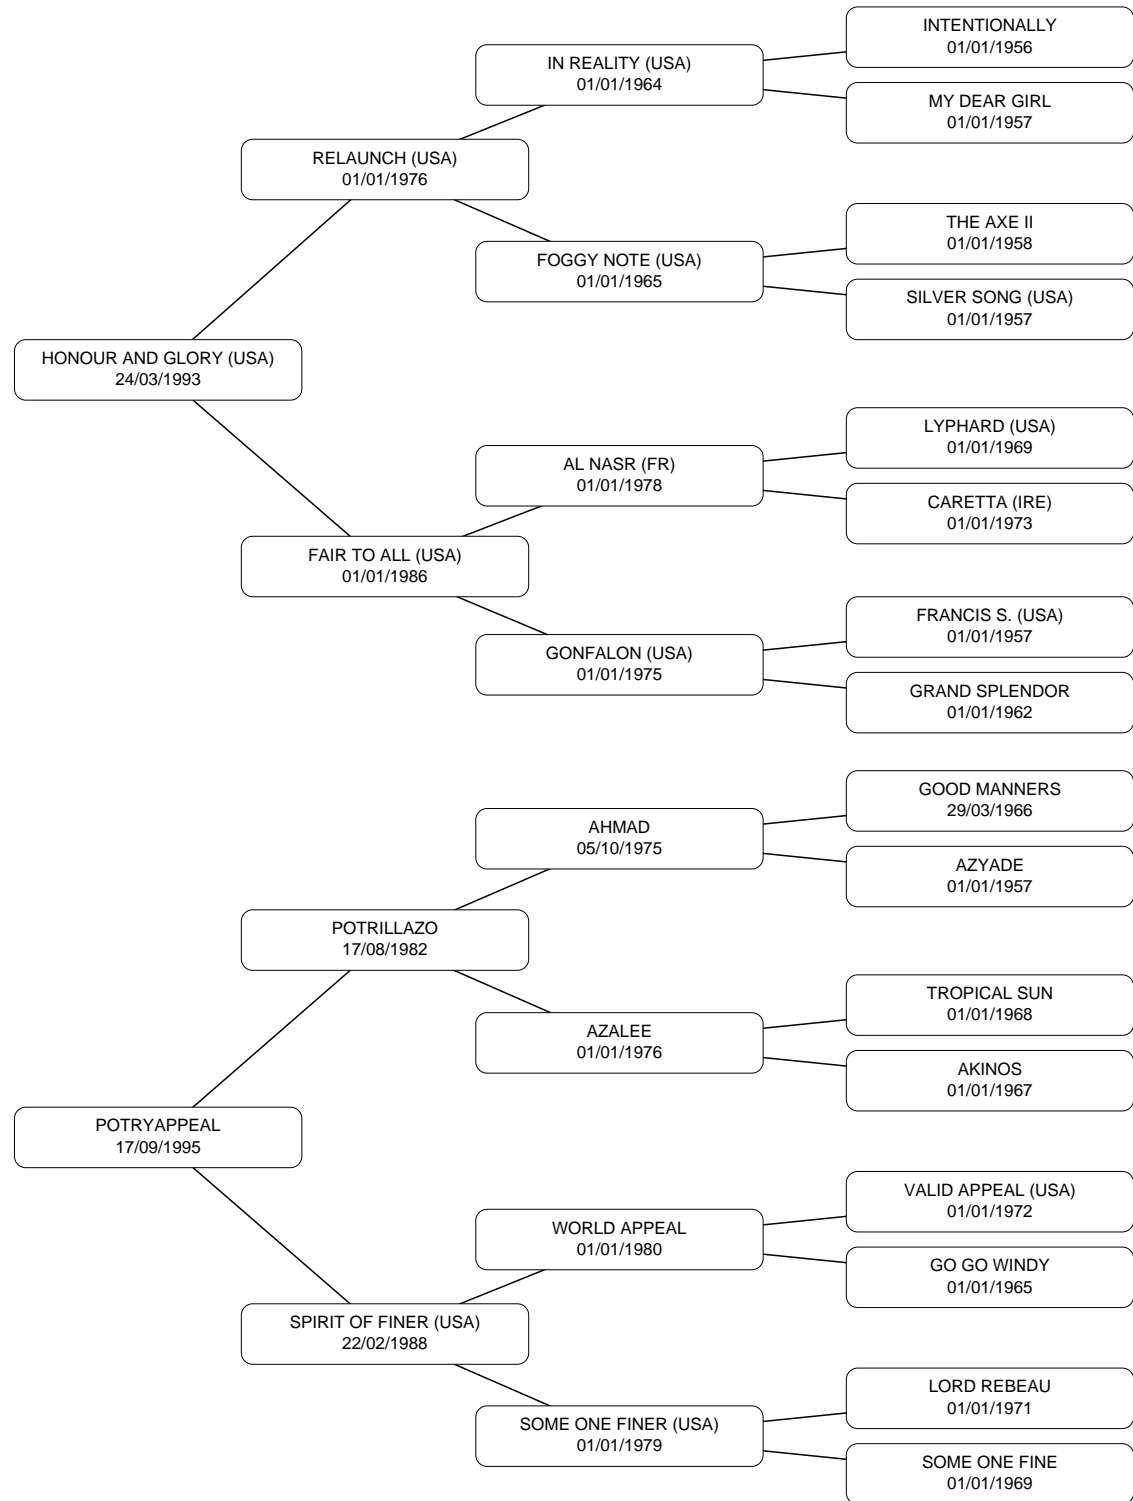 INTENTIONALLY
01/01/1956
IN REALITY (USA)
01/01/1964
MY DEAR GIRL
01/01/1957
RELAUNCH (USA)
01/01/1976
THE AXE II
01/01/1958
FOGGY NOTE (USA)
01/01/1965
SILVER SONG (USA)
01/01/1957
HONOUR AND GLORY (USA)
24/03/1993
LYPHARD (USA)
01/01/1969
AL NASR (FR)
01/01/1978
CARETTA (IRE)
01/01/1973
FAIR TO ALL (USA)
01/01/1986
FRANCIS S. (USA)
01/01/1957
GONFALON (USA)
01/01/1975
GRAND SPLENDOR
01/01/1962
GOOD MANNERS
29/03/1966
AHMAD
05/10/1975
AZYADE
01/01/1957
POTRILLAZO
17/08/1982
TROPICAL SUN
01/01/1968
AZALEE
01/01/1976
AKINOS
01/01/1967
POTRYAPPEAL
17/09/1995
VALID APPEAL (USA)
01/01/1972
WORLD APPEAL
01/01/1980
GO GO WINDY
01/01/1965
SPIRIT OF FINER (USA)
22/02/1988
LORD REBEAU
01/01/1971
SOME ONE FINER (USA)
01/01/1979
SOME ONE FINE
01/01/1969